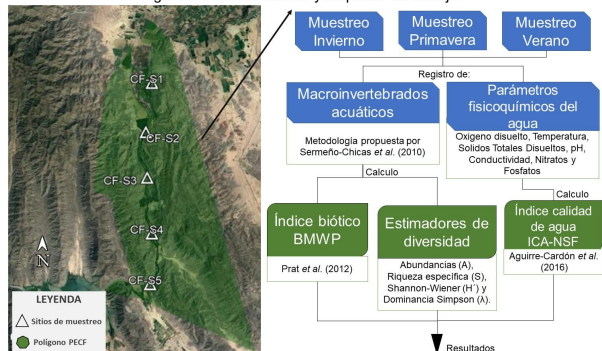 CF-S1
CF-S2
CF-S3
CF-S4
CF-S5
N
LEYENDA
Sitios de muestreo
Polígono PECF
Muestreo
Invierno
Muestreo
Primavera
Muestreo
Verano
Registro de:
Macroinvertebrados
acuáticos
Metodología propuesta por
Sermeño-Chicas et al. (2010)
Parámetros
fisicoquímicos del
agua
Oxigeno disuelto, Temperatura,
Solidos Totales Disueltos, pH,
Conductividad, Nitratos y
Fosfatos
Calculo
Calculo
Índice biótico
BMWP
Prat et al. (2012)
Estimadores de
diversidad
Abundancias (A),
Riqueza específica (S),
Shannon-Wiener (H´) y
Dominancia Simpson (λ).
Índice calidad
de agua
ICA-NSF
Aguirre-Cardón et al.
(2016)
Resultados